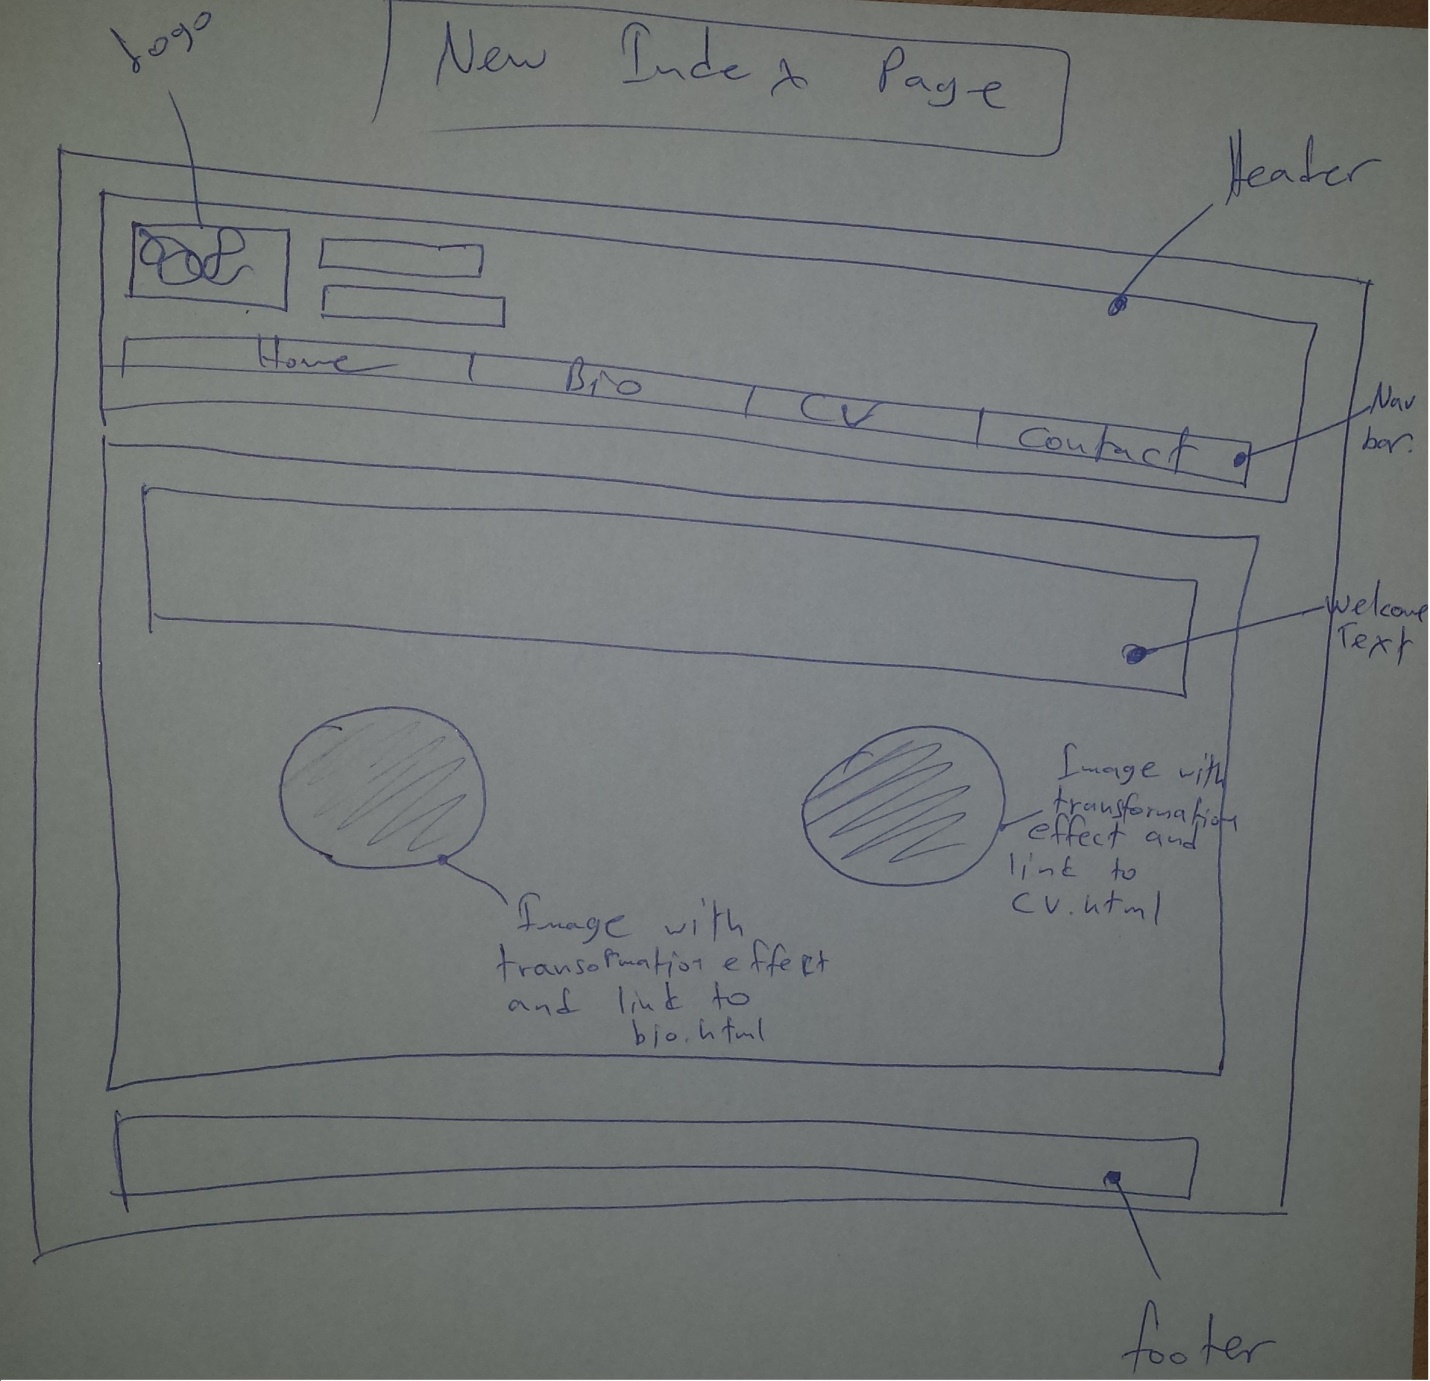 Logo
New Index Page
Header
Home
Bio
CV
Contact
Nav
bar.
Welcome
Text
Image with
transformation
effect and
link to
CV.html
Image with
transofmation effect
and link to
bio.html
footer